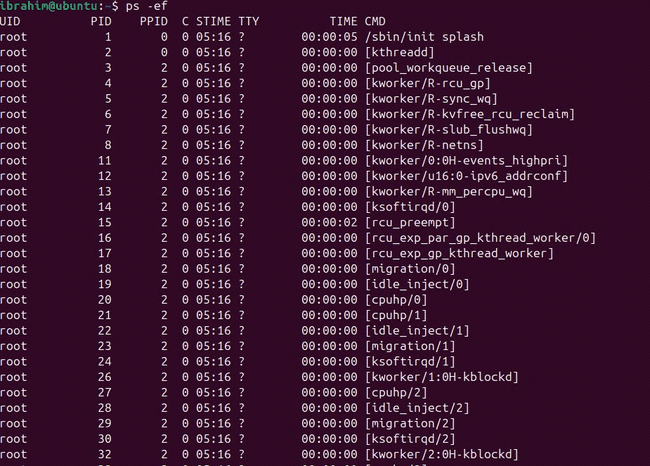 ibrahim@ubuntu:~$ ps -ef
UID          PID    PPID  C STIME TTY          TIME CMD
root           1       0  0 05:16 ?        00:00:05 /sbin/init splash
root           2       0  0 05:16 ?        00:00:00 [kthreadd]
root           3       2  0 05:16 ?        00:00:00 [pool_workqueue_release]
root           4       2  0 05:16 ?        00:00:00 [kworker/R-rcu_gp]
root           5       2  0 05:16 ?        00:00:00 [kworker/R-sync_wq]
root           6       2  0 05:16 ?        00:00:00 [kworker/R-kvfree_rcu_reclaim]
root           7       2  0 05:16 ?        00:00:00 [kworker/R-slub_flushwq]
root           8       2  0 05:16 ?        00:00:00 [kworker/R-netns]
root          11       2  0 05:16 ?        00:00:00 [kworker/0:0H-events_highpri]
root          12       2  0 05:16 ?        00:00:00 [kworker/u16:0-ipv6_addrconf]
root          13       2  0 05:16 ?        00:00:00 [kworker/R-mm_percpu_wq]
root          14       2  0 05:16 ?        00:00:00 [ksoftirqd/0]
root          15       2  0 05:16 ?        00:00:02 [rcu_preempt]
root          16       2  0 05:16 ?        00:00:00 [rcu_exp_par_gp_kthread_worker/0]
root          17       2  0 05:16 ?        00:00:00 [rcu_exp_gp_kthread_worker]
root          18       2  0 05:16 ?        00:00:00 [migration/0]
root          19       2  0 05:16 ?        00:00:00 [idle_inject/0]
root          20       2  0 05:16 ?        00:00:00 [cpuhp/0]
root          21       2  0 05:16 ?        00:00:00 [cpuhp/1]
root          22       2  0 05:16 ?        00:00:00 [idle_inject/1]
root          23       2  0 05:16 ?        00:00:00 [migration/1]
root          24       2  0 05:16 ?        00:00:00 [ksoftirqd/1]
root          26       2  0 05:16 ?        00:00:00 [kworker/1:0H-kblockd]
root          27       2  0 05:16 ?        00:00:00 [cpuhp/2]
root          28       2  0 05:16 ?        00:00:00 [idle_inject/2]
root          29       2  0 05:16 ?        00:00:00 [migration/2]
root          30       2  0 05:16 ?        00:00:00 [ksoftirqd/2]
root          32       2  0 05:16 ?        00:00:00 [kworker/2:0H-kblockd]